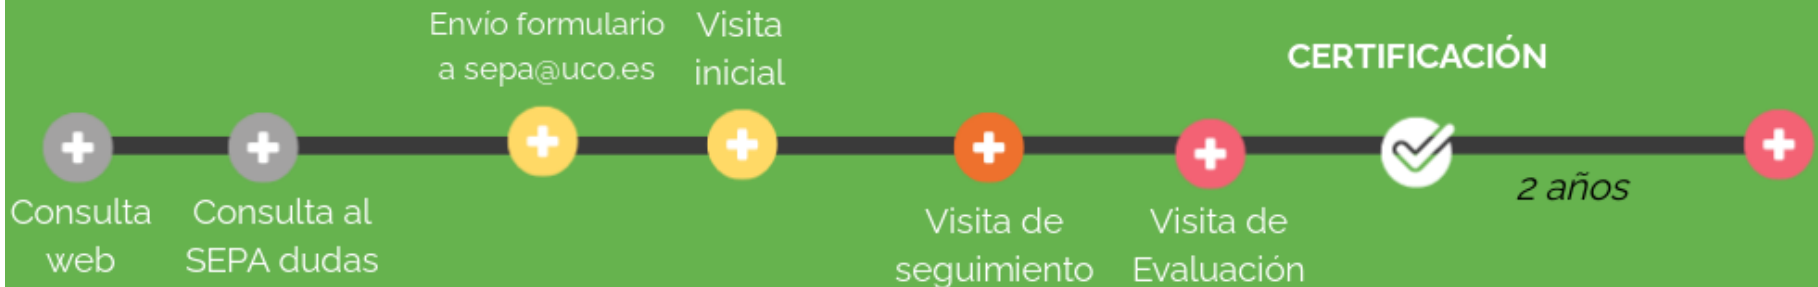 Consulta
web
Consulta al
SEPA dudas
Envío formulario
a sepa@uco.es
Visita
inicial
Visita de
seguimiento
Visita de
Evaluación
CERTIFICACIÓN
2 años